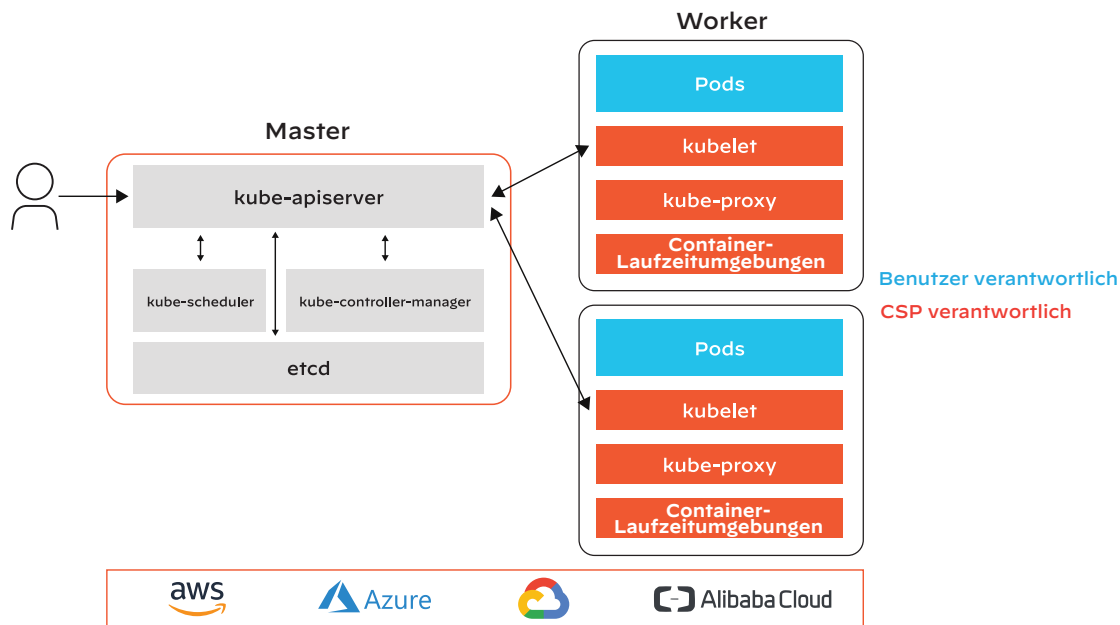 Worker
Pods
kubelet
kube-proxy
Container-
Laufzeitumgebungen
Master
kube-apiserver
kube-scheduler
kube-controller-manager
etcd
Benutzer verantwortlich
CSP verantwortlich
Pods
kubelet
kube-proxy
Container-
Laufzeitumgebungen
aws
Azure
Alibaba Cloud